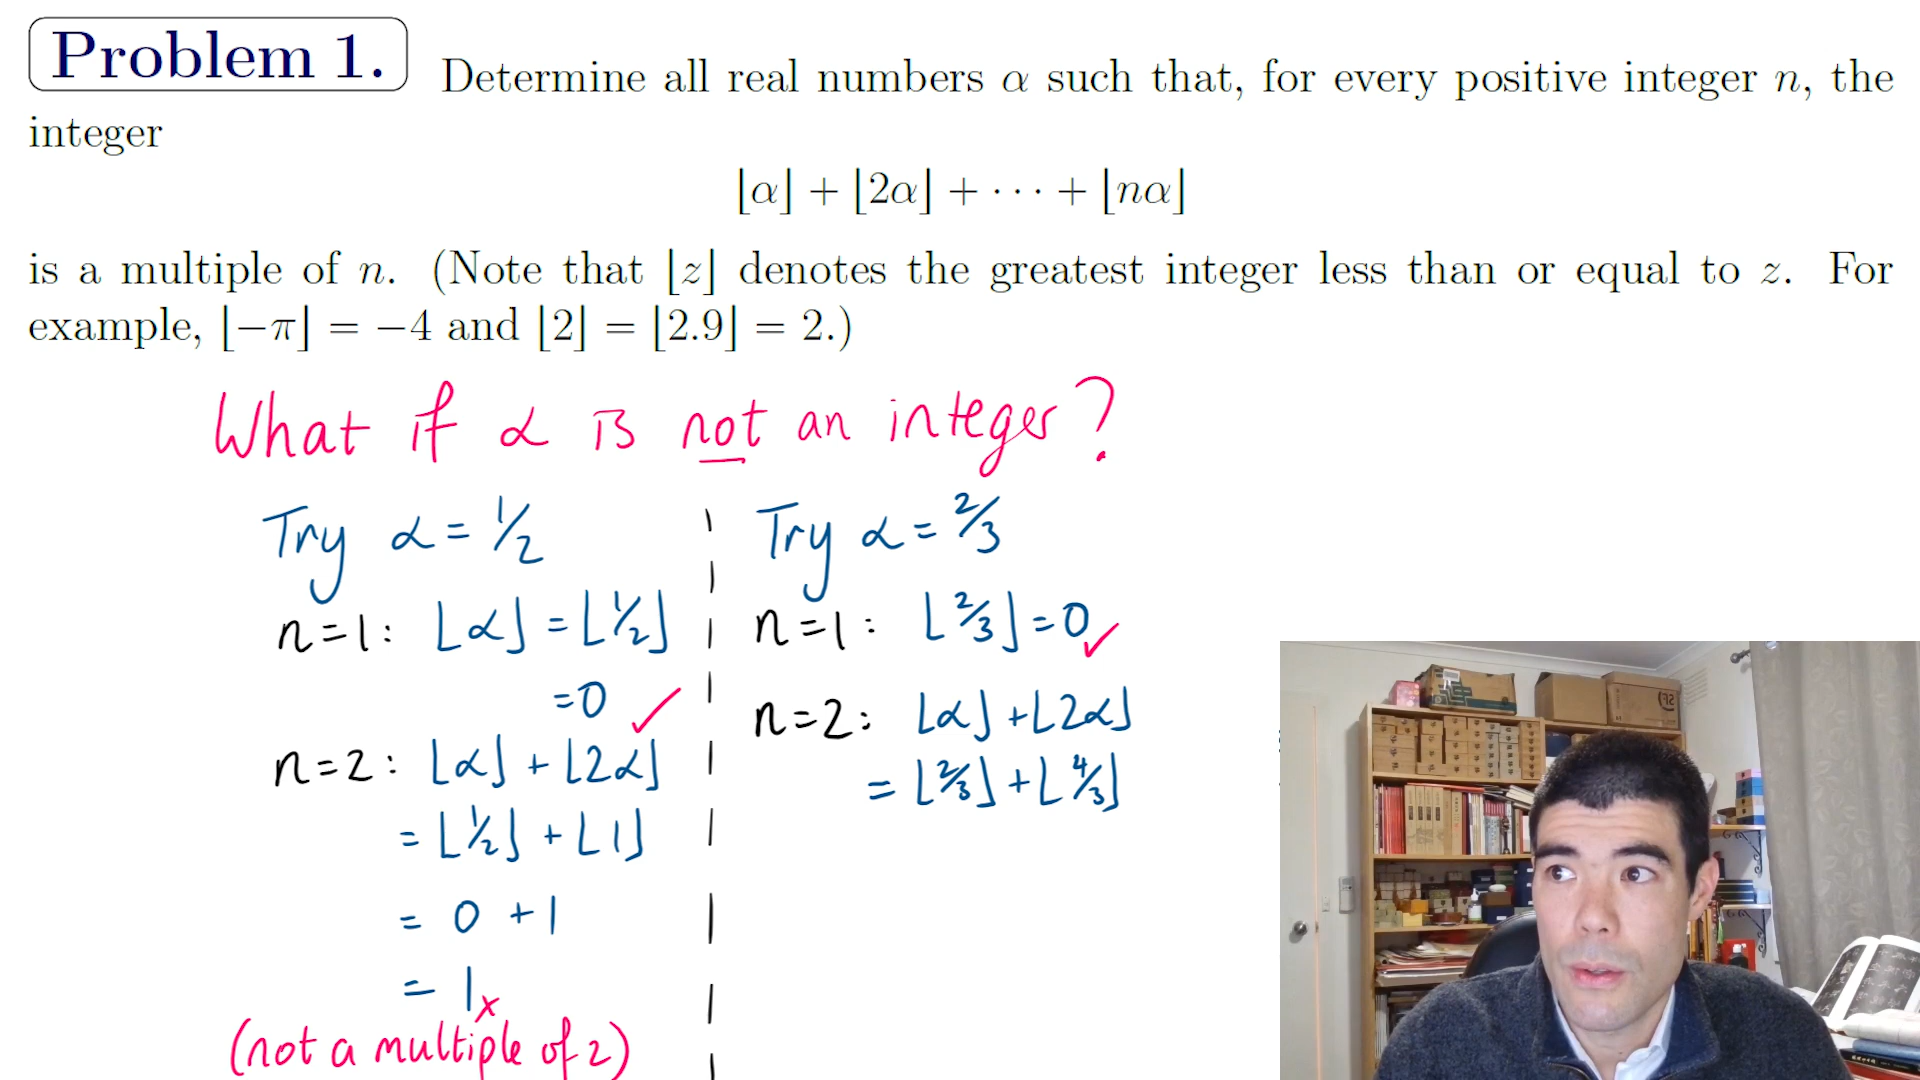 Problem 1. Determine all real numbers α such that, for every positive integer n, the
integer
⌊α⌋ + ⌊2α⌋ + · · · + ⌊nα⌋
is a multiple of n. (Note that ⌊z⌋ denotes the greatest integer less than or equal to z. For
example, ⌊−π⌋ = −4 and ⌊2⌋ = ⌊2.9⌋ = 2.)
What if α is not an integer?
Try α = 1/2
n=1: ⌊α⌋ = ⌊1/2⌋
=0 ✓
n=2: ⌊α⌋ + ⌊2α⌋
= ⌊1/2⌋ + ⌊1⌋
= 0 + 1
= 1 x
(not a multiple of 2)
Try α = 2/3
n=1: ⌊2/3⌋ = 0 ✓
n=2: ⌊α⌋ + ⌊2α⌋
= ⌊2/3⌋ + ⌊4/3⌋